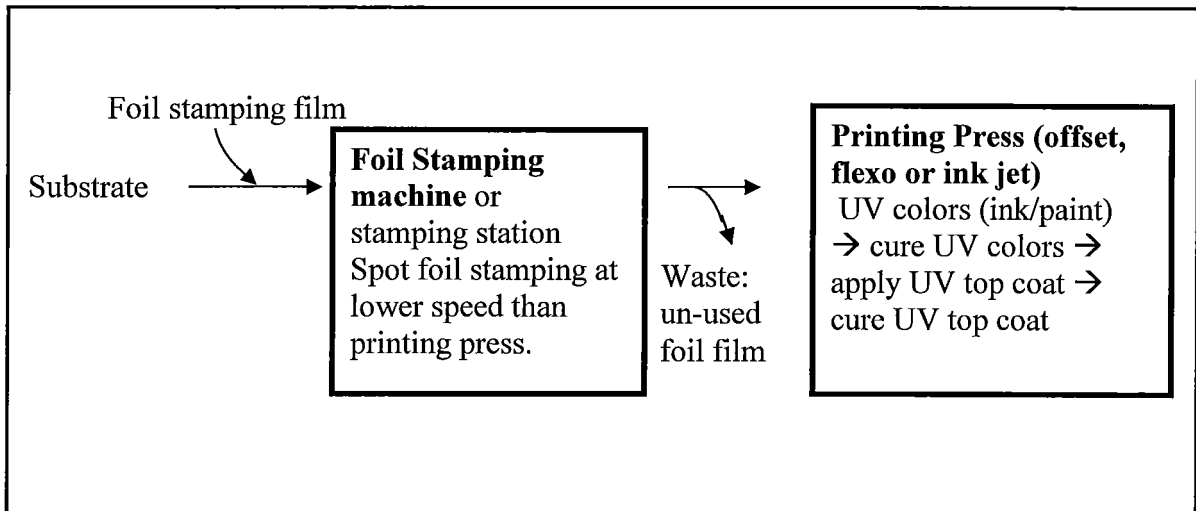 Foil stamping film
Substrate
Foil Stamping
machine or
stamping station
Spot foil stamping at
lower speed than
printing press.
Waste:
un-used
foil film
Printing Press (offset,
flexo or ink jet)
UV colors (ink/paint)
→ cure UV colors →
apply UV top coat →
cure UV top coat